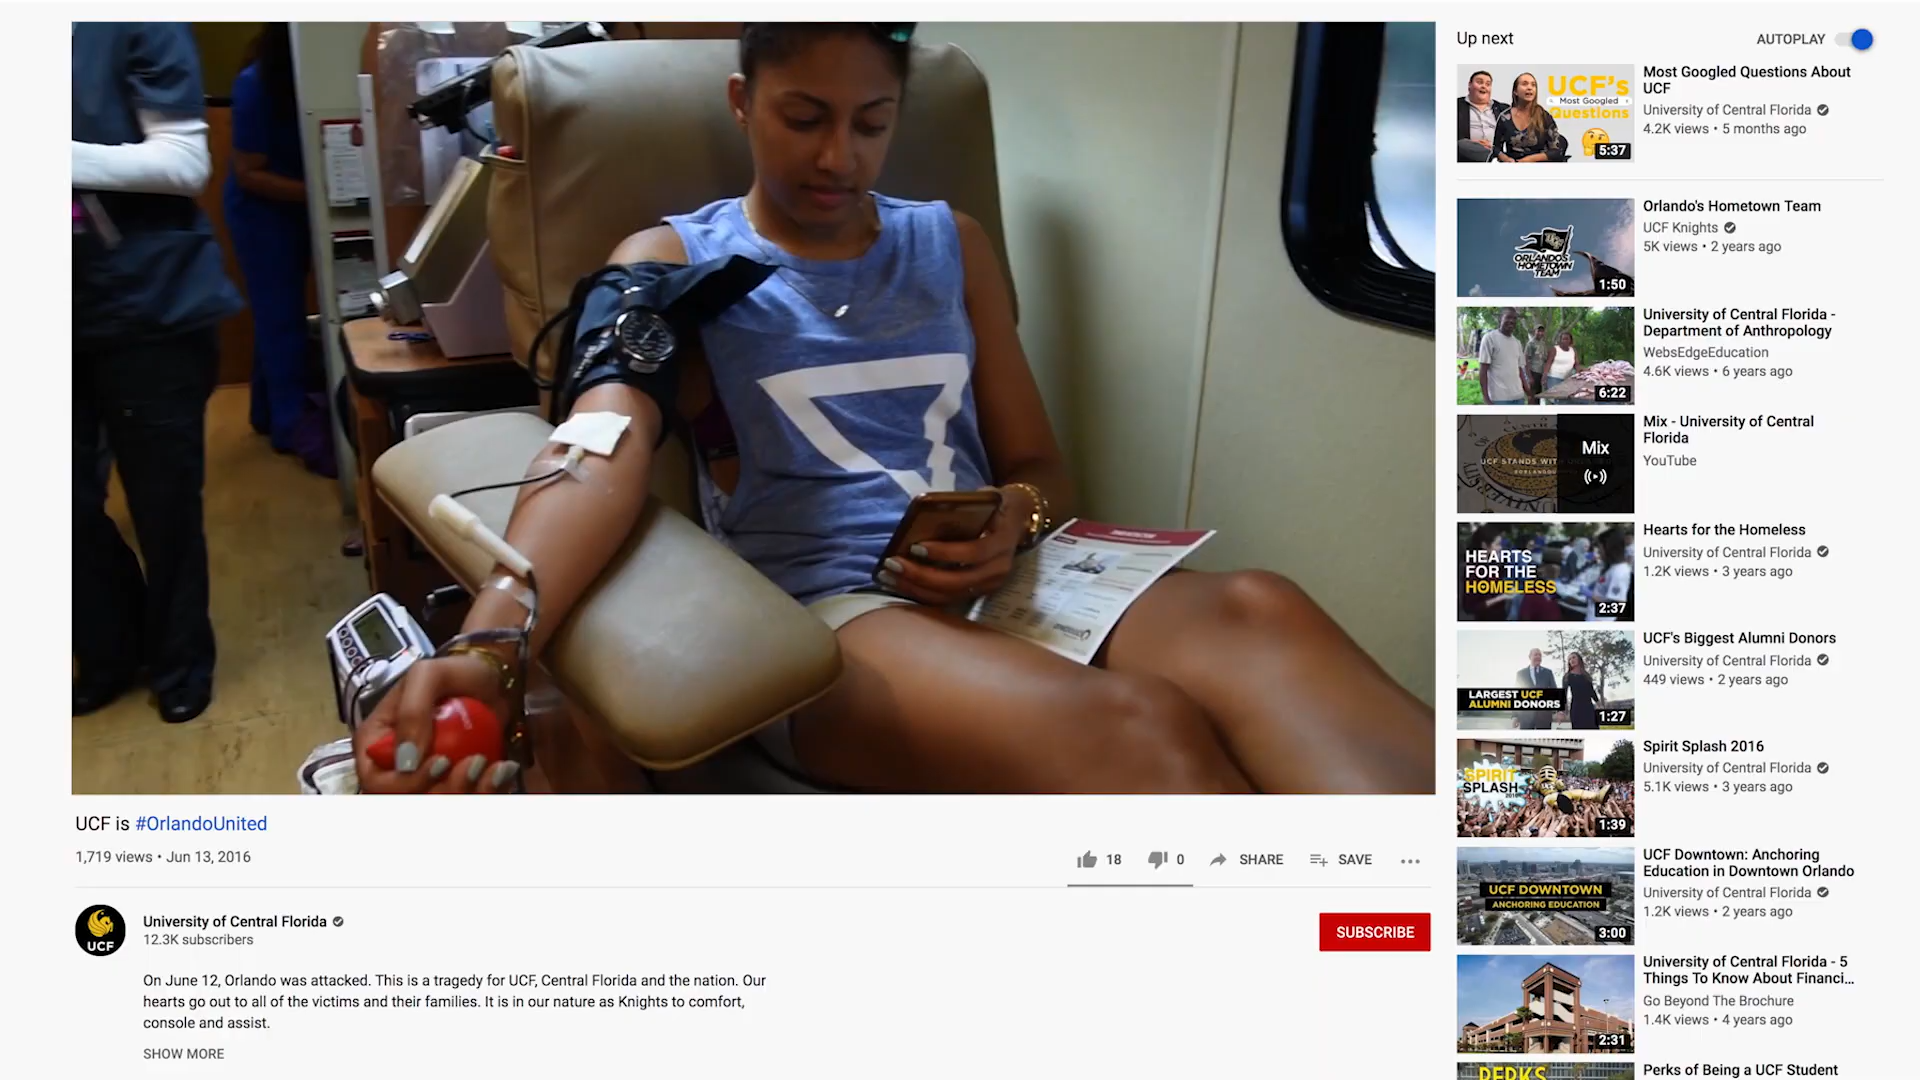 UCF is #OrlandoUnited
1,719 views • Jun 13, 2016
18
0
SHARE
SAVE
UCF
University of Central Florida
12.3K subscribers
SUBSCRIBE
On June 12, Orlando was attacked. This is a tragedy for UCF, Central Florida and the nation. Our
hearts go out to all of the victims and their families. It is in our nature as Knights to comfort,
console and assist.
SHOW MORE
Up next
AUTOPLAY
UCF's
Most Googled
Questions
5:37
Most Googled Questions About
UCF
University of Central Florida
4.2K views • 5 months ago
UCF
ORLANDO'S
HOMETOWN
TEAM
1:50
Orlando's Hometown Team
UCF Knights
5K views • 2 years ago
6:22
University of Central Florida -
Department of Anthropology
WebsEdgeEducation
4.6K views • 6 years ago
UCF STANDS WITH
Mix
Mix - University of Central
Florida
YouTube
HEARTS
FOR THE
HOMELESS
2:37
Hearts for the Homeless
University of Central Florida
1.2K views • 3 years ago
LARGEST UCF
ALUMNI DONORS
1:27
UCF's Biggest Alumni Donors
University of Central Florida
449 views • 2 years ago
SPIRIT
SPLASH
1:39
Spirit Splash 2016
University of Central Florida
5.1K views • 3 years ago
UCF DOWNTOWN
ANCHORING EDUCATION
3:00
UCF Downtown: Anchoring
Education in Downtown Orlando
University of Central Florida
1.2K views • 2 years ago
2:31
University of Central Florida - 5
Things To Know About Financi...
Go Beyond The Brochure
1.4K views • 4 years ago
PERKS
Perks of Being a UCF Student